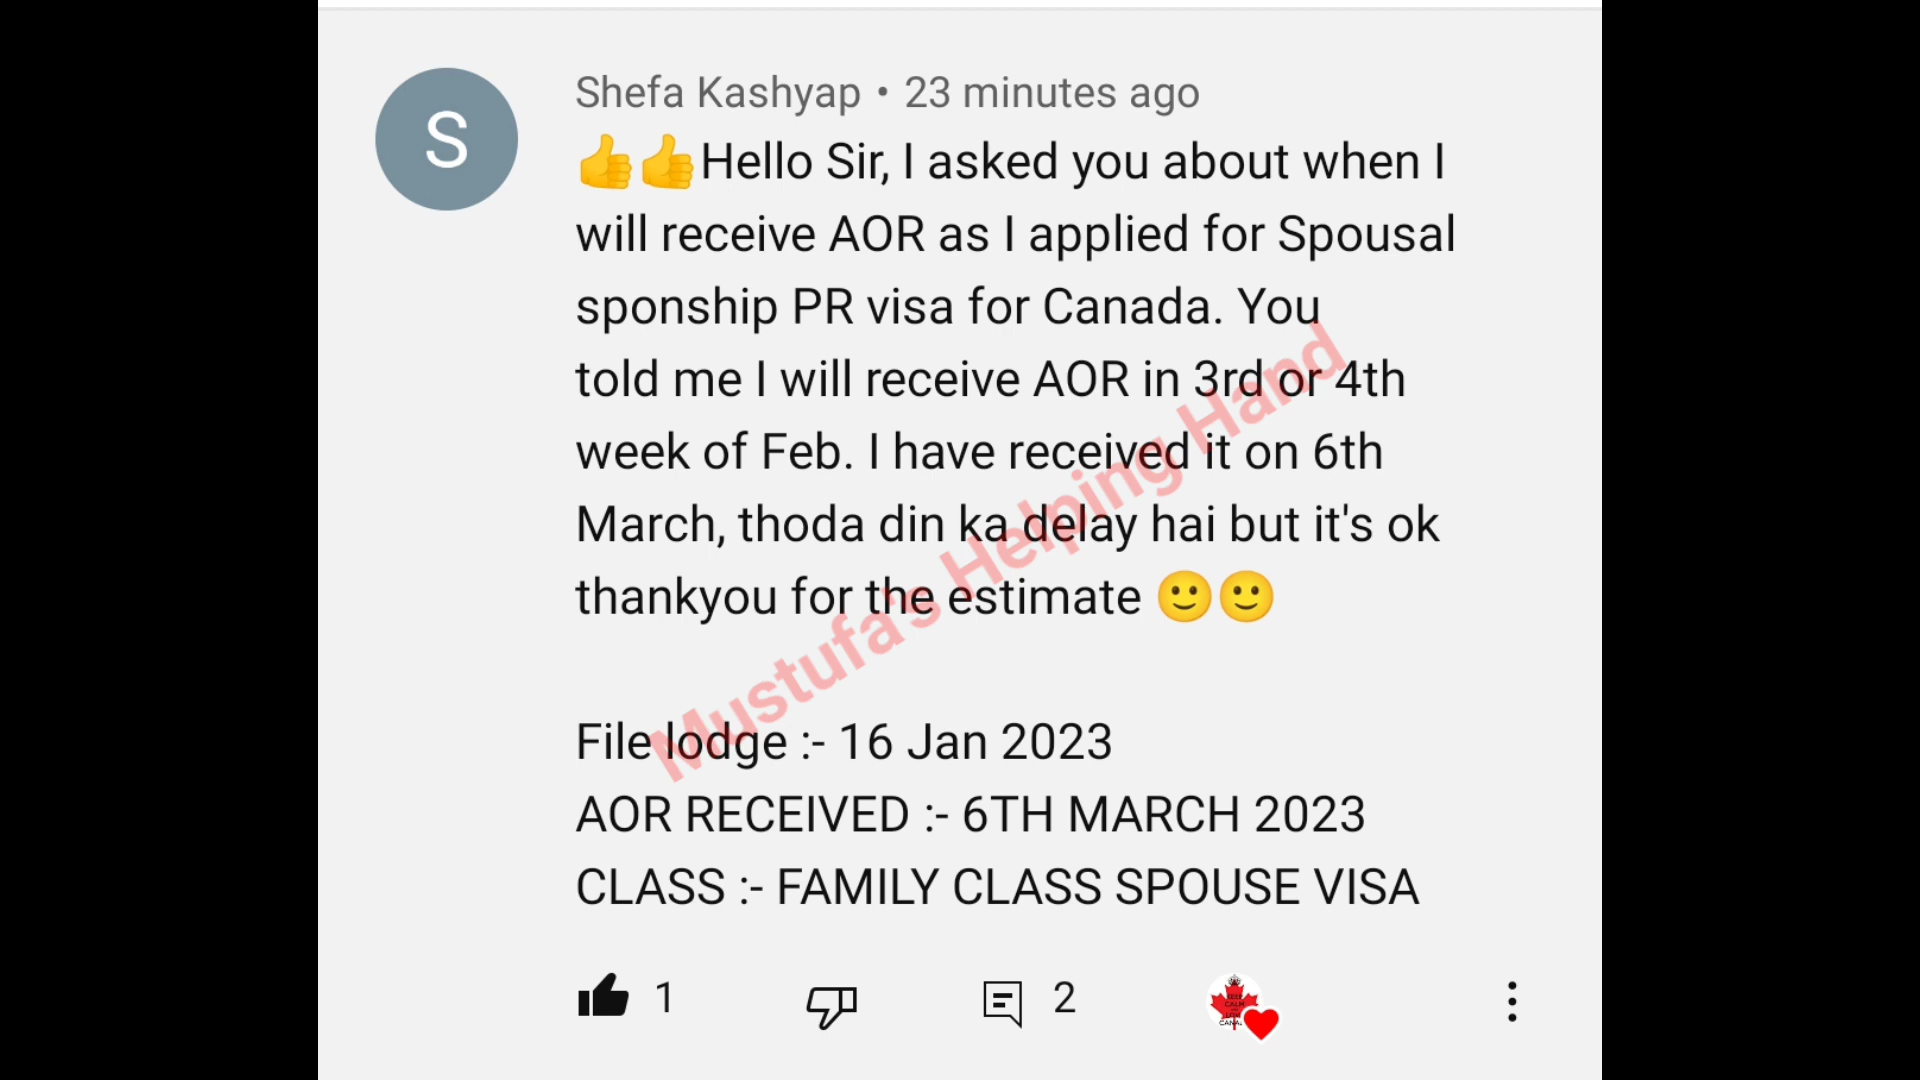 S
Shefa Kashyap • 23 minutes ago
👍👍Hello Sir, I asked you about when I
will receive AOR as I applied for Spousal
sponship PR visa for Canada. You
told me I will receive AOR in 3rd or 4th
week of Feb. I have received it on 6th
March, thoda din ka delay hai but it's ok
thankyou for the estimate 🙂🙂
Mustufa's Helping Hand
File lodge :- 16 Jan 2023
AOR RECEIVED :- 6TH MARCH 2023
CLASS :- FAMILY CLASS SPOUSE VISA
1
2
KEEP
CALM
CANADA